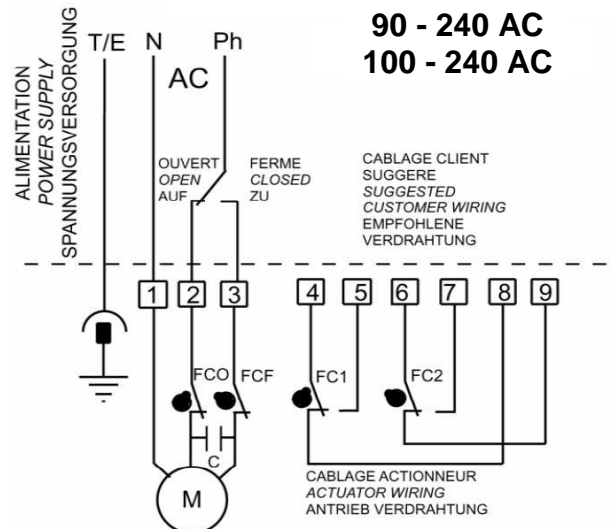 90 - 240 AC
100 - 240 AC
ALIMENTATION
POWER SUPPLY
SPANNUNGSVERSORGUNG
T/E N Ph
AC
OUVERT
OPEN
AUF
FERME
CLOSED
ZU
CABLAGE CLIENT
SUGGERE
SUGGESTED
CUSTOMER WIRING
EMPFOHLENE
VERDRAHTUNG
1 2 3 4 5 6 7 8 9
FCO FCF FC1 FC2
C
M
CABLAGE ACTIONNEUR
ACTUATOR WIRING
ANTRIEB VERDRAHTUNG